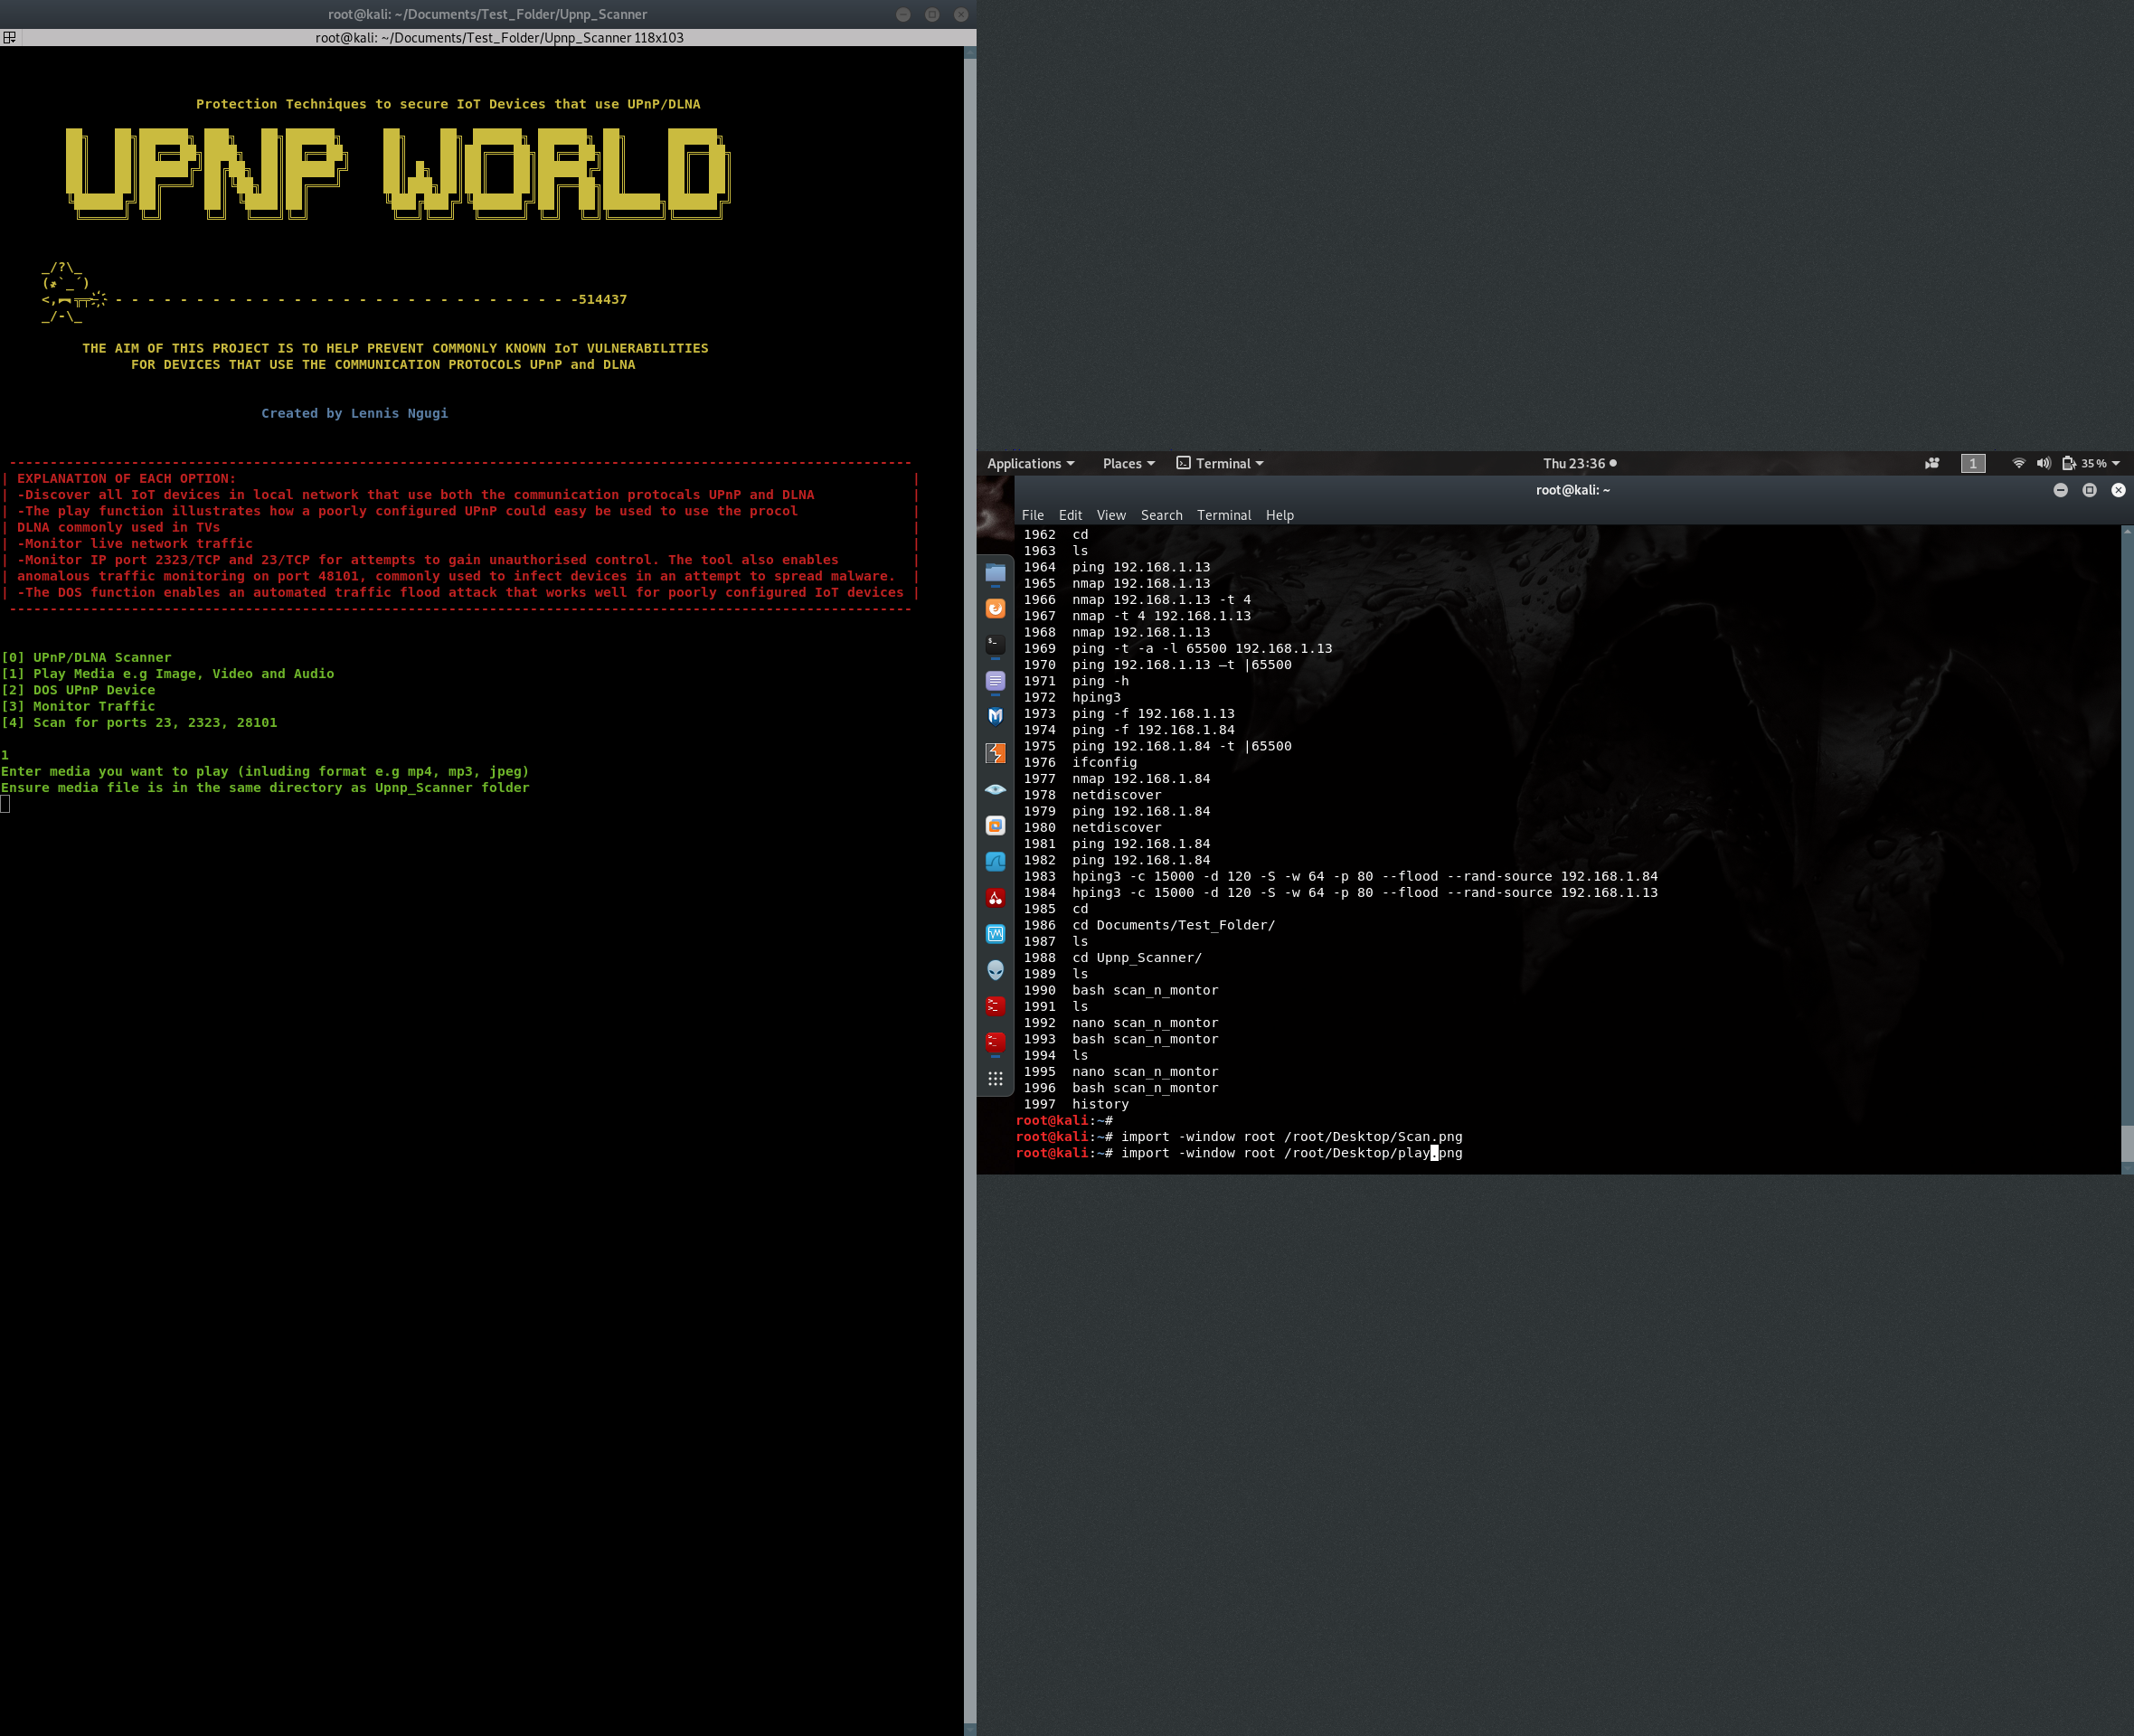 root@kali: ~/Documents/Test_Folder/Upnp_Scanner
root@kali: ~/Documents/Test_Folder/Upnp_Scanner 118x103
Protection Techniques to secure IoT Devices that use UPnP/DLNA
UPNP WORLD
_/?\_
<,︻╦╤─ - - - - - - - - - - - - - - - - - - - - - - - - - - - - -514437
_/-\_
THE AIM OF THIS PROJECT IS TO HELP PREVENT COMMONLY KNOWN IoT VULNERABILITIES
FOR DEVICES THAT USE THE COMMUNICATION PROTOCOLS UPnP and DLNA
Created by Lennis Ngugi
| EXPLANATION OF EACH OPTION: |
| -Discover all IoT devices in local network that use both the communication protocals UPnP and DLNA |
| -The play function illustrates how a poorly configured UPnP could easy be used to use the procol |
| DLNA commonly used in TVs |
| -Monitor live network traffic |
| -Monitor IP port 2323/TCP and 23/TCP for attempts to gain unauthorised control. The tool also enables |
| anomalous traffic monitoring on port 48101, commonly used to infect devices in an attempt to spread malware. |
| -The DOS function enables an automated traffic flood attack that works well for poorly configured IoT devices |
[0] UPnP/DLNA Scanner
[1] Play Media e.g Image, Video and Audio
[2] DOS UPnP Device
[3] Monitor Traffic
[4] Scan for ports 23, 2323, 28101
1
Enter media you want to play (inluding format e.g mp4, mp3, jpeg)
Ensure media file is in the same directory as Upnp_Scanner folder
Applications Places Terminal Thu 23:36 1 35 %
root@kali: ~
File Edit View Search Terminal Help
1962 cd
1963 ls
1964 ping 192.168.1.13
1965 nmap 192.168.1.13
1966 nmap 192.168.1.13 -t 4
1967 nmap -t 4 192.168.1.13
1968 nmap 192.168.1.13
1969 ping -t -a -l 65500 192.168.1.13
1970 ping 192.168.1.13 –t |65500
1971 ping -h
1972 hping3
1973 ping -f 192.168.1.13
1974 ping -f 192.168.1.84
1975 ping 192.168.1.84 -t |65500
1976 ifconfig
1977 nmap 192.168.1.84
1978 netdiscover
1979 ping 192.168.1.84
1980 netdiscover
1981 ping 192.168.1.84
1982 ping 192.168.1.84
1983 hping3 -c 15000 -d 120 -S -w 64 -p 80 --flood --rand-source 192.168.1.84
1984 hping3 -c 15000 -d 120 -S -w 64 -p 80 --flood --rand-source 192.168.1.13
1985 cd
1986 cd Documents/Test_Folder/
1987 ls
1988 cd Upnp_Scanner/
1989 ls
1990 bash scan_n_montor
1991 ls
1992 nano scan_n_montor
1993 bash scan_n_montor
1994 ls
1995 nano scan_n_montor
1996 bash scan_n_montor
1997 history
root@kali:~#
root@kali:~# import -window root /root/Desktop/Scan.png
root@kali:~# import -window root /root/Desktop/play.png